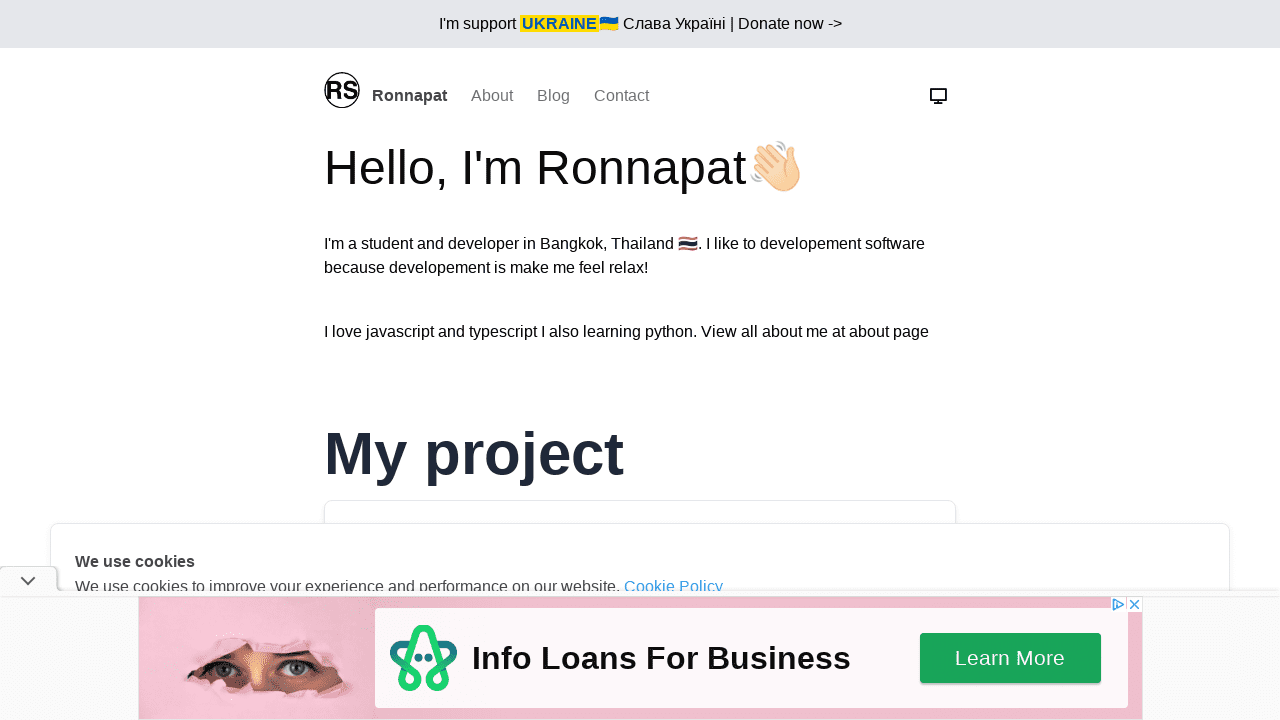 I'm support UKRAINE🇺🇦 Слава Україні | Donate now ->
RS Ronnapat About Blog Contact
Hello, I'm Ronnapat👋🏻
I'm a student and developer in Bangkok, Thailand 🇹🇭. I like to developement software
because developement is make me feel relax!
I love javascript and typescript I also learning python. View all about me at about page
My project
We use cookies
We use cookies to improve your experience and performance on our website. Cookie Policy
Info Loans For Business
Learn More